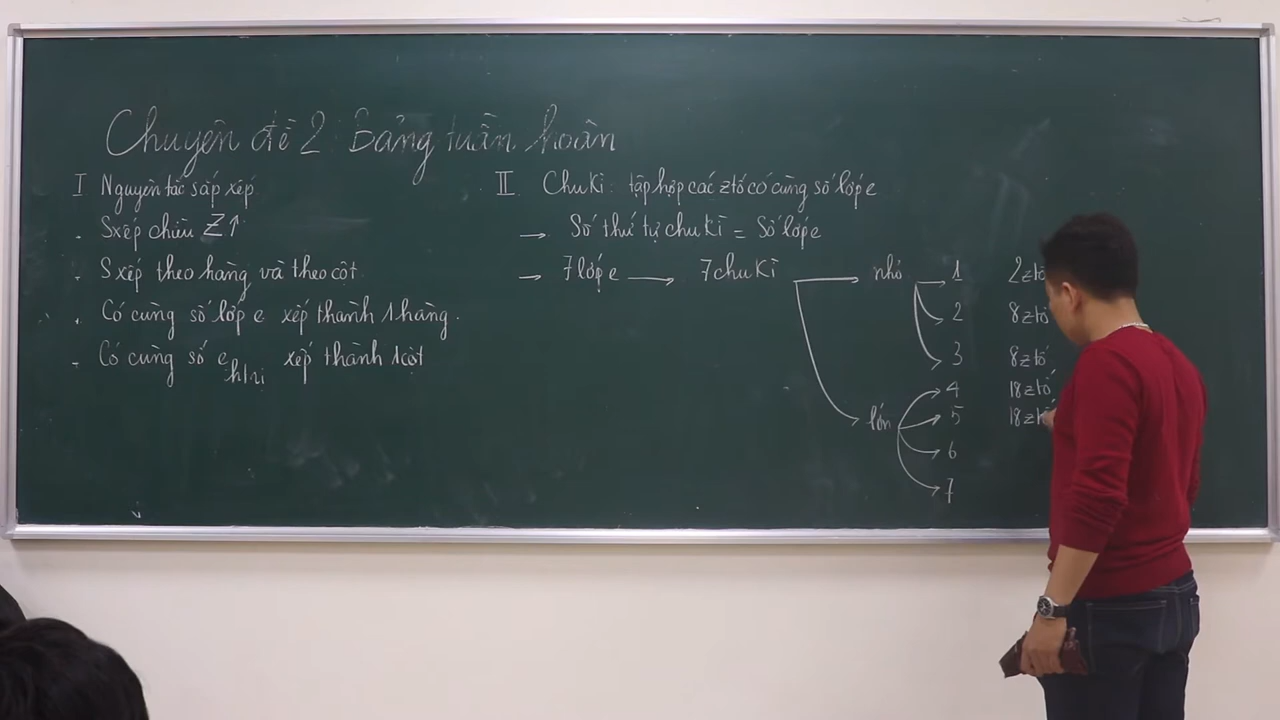 Chuyên đề 2: Bảng tuần hoàn
I Nguyên tắc sắp xếp
. Sxếp chiều Z↑
. Sxếp theo hàng và theo cột
. Có cùng số lớp e xếp thành 1 hàng.
- Có cùng số e hlTrị xếp thành 1 cột
II Chu kì: tập hợp các ztố có cùng số lớp e
→ Số thứ tự chu kì = Số lớp e
→ 7 lớp e → 7 chu kì → nhỏ → 1 2 ztố
2 8 ztố
3 8 ztố
4 18 ztố
lớn → 5 18 zt
6
7